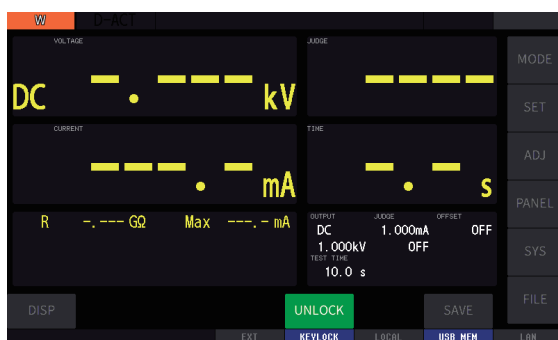 W D-ACT
VOLTAGE
DC -.--- kV
JUDGE
----
MODE
SET
CURRENT
---.- mA
TIME
-.- s
ADJ
PANEL
R -.--- GΩ Max ---.- mA
OUTPUT JUDGE OFFSET
DC 1.000mA OFF
1.000kV OFF
TEST TIME
10.0 s
SYS
FILE
DISP UNLOCK SAVE
EXT KEYLOCK LOCAL USB MEM LAN